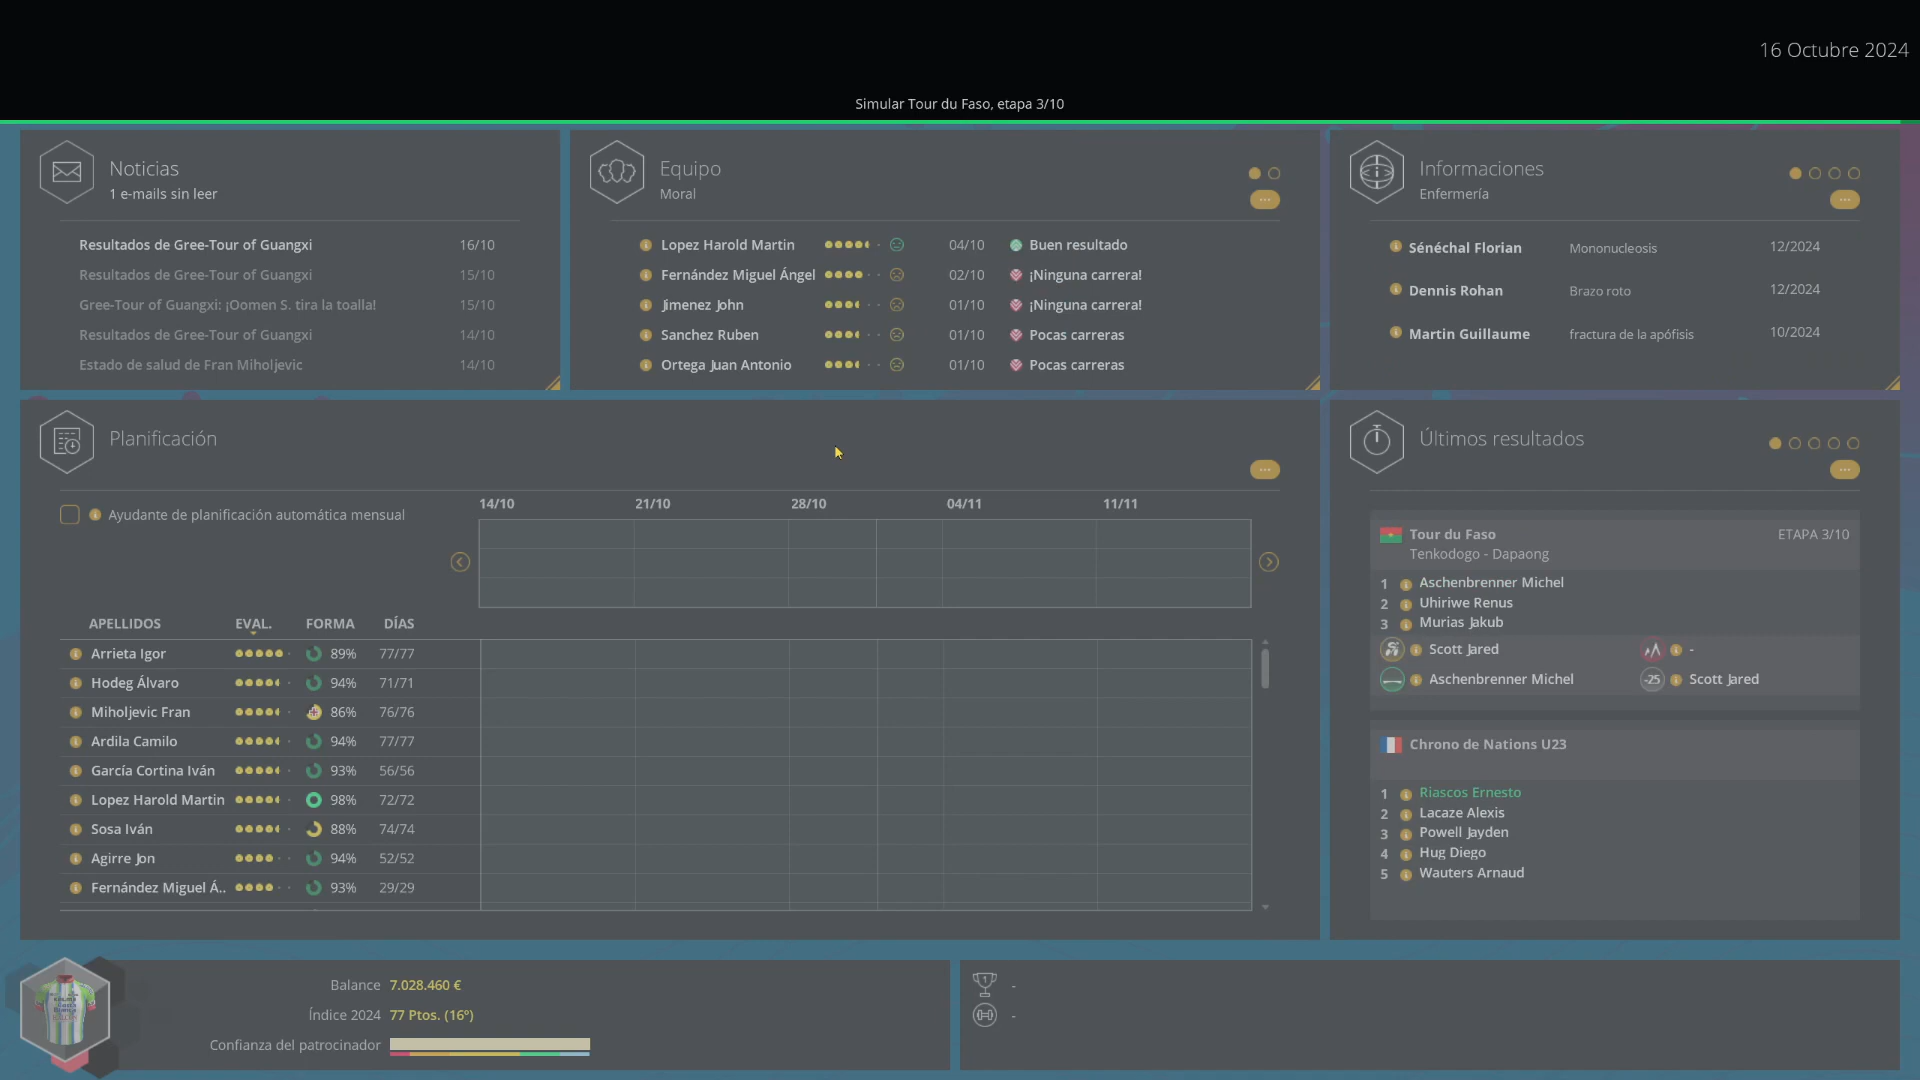 16 Octubre 2024
Simular Tour du Faso, etapa 3/10
Noticias
1 e-mails sin leer
Resultados de Gree-Tour of Guangxi 16/10
Resultados de Gree-Tour of Guangxi 15/10
Gree-Tour of Guangxi: ¡Oomen S. tira la toalla! 15/10
Resultados de Gree-Tour of Guangxi 14/10
Estado de salud de Fran Miholjevic 14/10
Equipo
Moral
Lopez Harold Martin 04/10 Buen resultado
Fernández Miguel Ángel 02/10 ¡Ninguna carrera!
Jimenez John 01/10 ¡Ninguna carrera!
Sanchez Ruben 01/10 Pocas carreras
Ortega Juan Antonio 01/10 Pocas carreras
Informaciones
Enfermería
Sénéchal Florian Mononucleosis 12/2024
Dennis Rohan Brazo roto 12/2024
Martin Guillaume fractura de la apófisis 10/2024
Planificación
Ayudante de planificación automática mensual
14/10 21/10 28/10 04/11 11/11
APELLIDOS EVAL. FORMA DÍAS
Arrieta Igor 89% 77/77
Hodeg Álvaro 94% 71/71
Miholjevic Fran 86% 76/76
Ardila Camilo 94% 77/77
García Cortina Iván 93% 56/56
Lopez Harold Martin 98% 72/72
Sosa Iván 88% 74/74
Agirre Jon 94% 52/52
Fernández Miguel Á.. 93% 29/29
Últimos resultados
Tour du Faso ETAPA 3/10
Tenkodogo - Dapaong
1 Aschenbrenner Michel
2 Uhiriwe Renus
3 Murias Jakub
Scott Jared -
Aschenbrenner Michel -25 Scott Jared
Chrono de Nations U23
1 Riascos Ernesto
2 Lacaze Alexis
3 Powell Jayden
4 Hug Diego
5 Wauters Arnaud
Balance 7.028.460 €
Índice 2024 77 Ptos. (16º)
Confianza del patrocinador
1 -
-